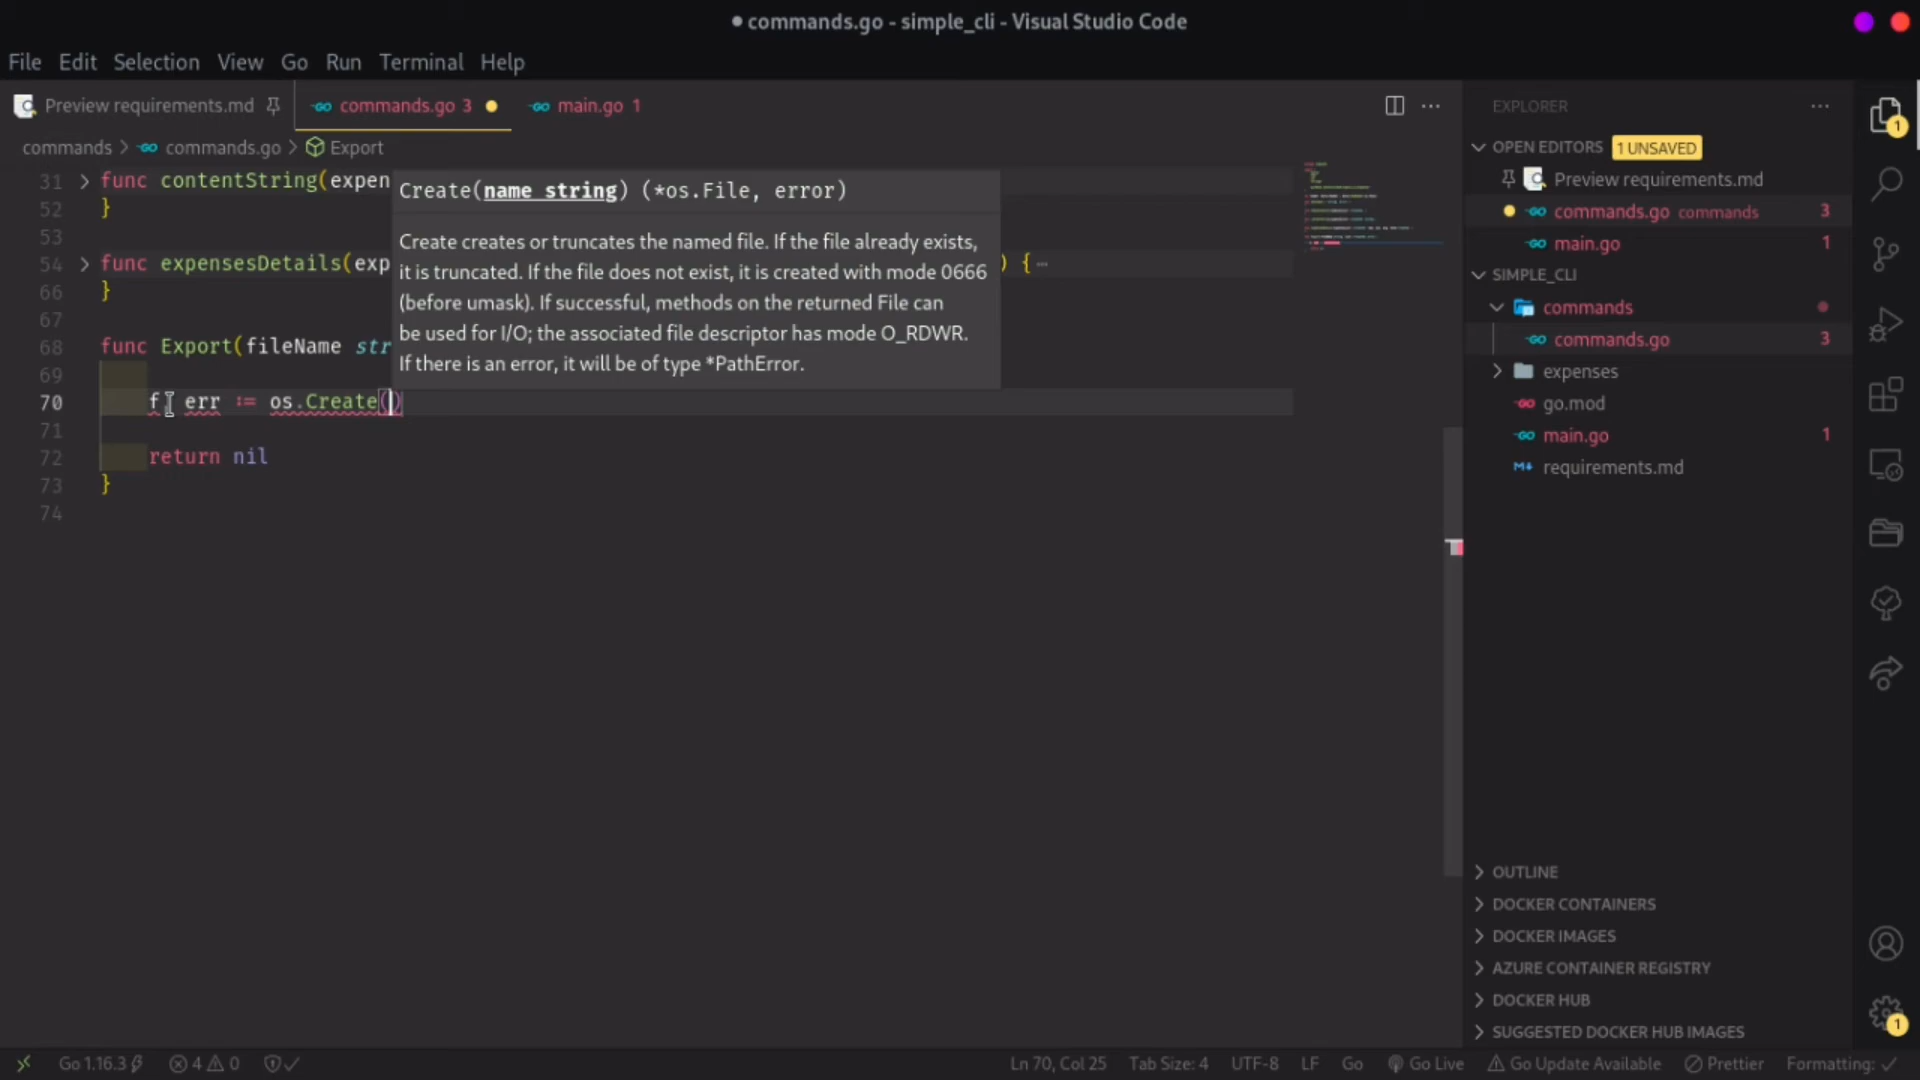 commands.go - simple_cli - Visual Studio Code
File Edit Selection View Go Run Terminal Help
Preview requirements.md commands.go 3 main.go 1
commands > commands.go > Export
31 func contentString(expen
52 }
53
54 func expensesDetails(exp ) {…
66 }
67
68 func Export(fileName str
69
70 f, err := os.Create()
71
72 return nil
73 }
74
Create(name string) (*os.File, error)
Create creates or truncates the named file. If the file already exists,
it is truncated. If the file does not exist, it is created with mode 0666
(before umask). If successful, methods on the returned File can
be used for I/O; the associated file descriptor has mode O_RDWR.
If there is an error, it will be of type *PathError.
EXPLORER
OPEN EDITORS 1 UNSAVED
Preview requirements.md
commands.go commands 3
main.go 1
SIMPLE_CLI
commands
commands.go 3
expenses
go.mod
main.go 1
requirements.md
OUTLINE
DOCKER CONTAINERS
DOCKER IMAGES
AZURE CONTAINER REGISTRY
DOCKER HUB
SUGGESTED DOCKER HUB IMAGES
1
1
Go 1.16.3 4 0 Ln 70, Col 25 Tab Size: 4 UTF-8 LF Go Go Live Go Update Available Prettier Formatting: ✓